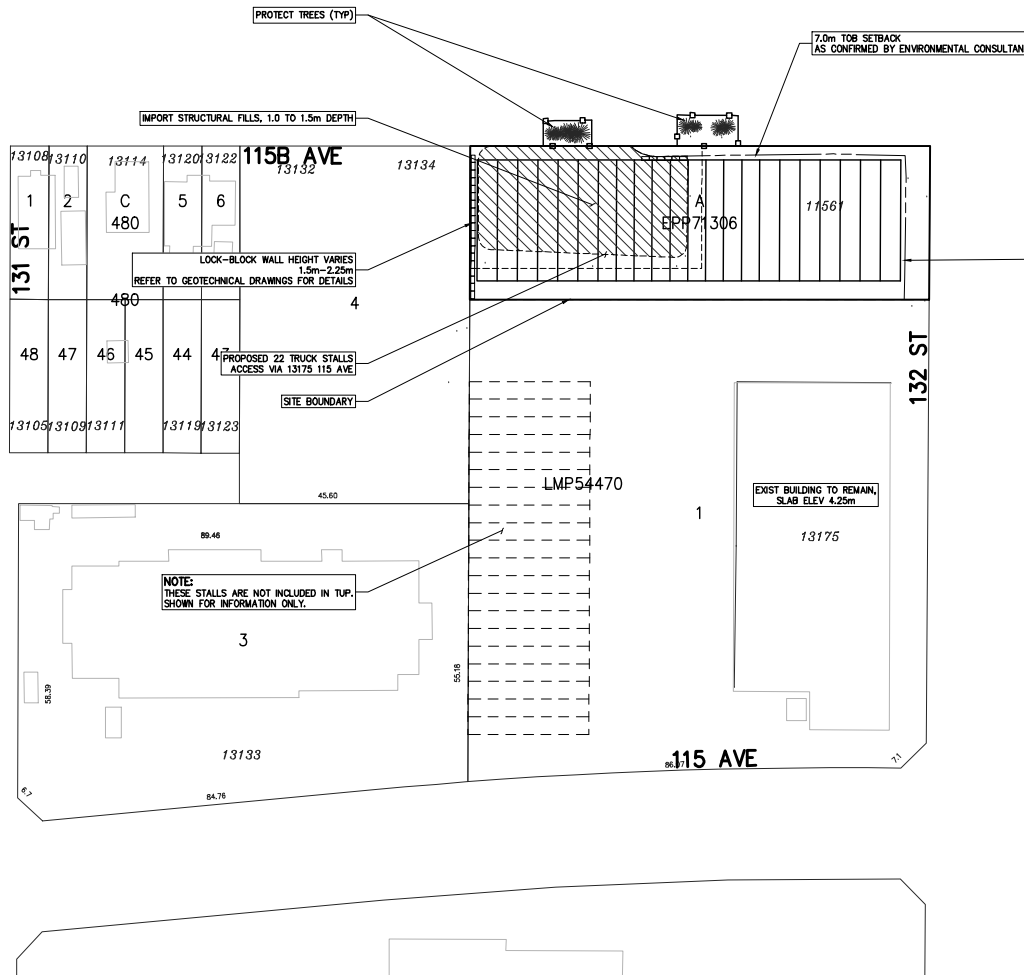 PROTECT TREES (TYP)
7.0m TOB SETBACK
AS CONFIRMED BY ENVIRONMENTAL CONSULTAN
IMPORT STRUCTURAL FILLS, 1.0 TO 1.5m DEPTH
13108
13110
13114
13120
13122
115B AVE
13132
13134
1
2
C
480
5
6
A
EPP71306
11561
131 ST
LOCK-BLOCK WALL HEIGHT VARIES
1.5m-2.25m
REFER TO GEOTECHNICAL DRAWINGS FOR DETAILS
480
4
48
47
46
45
44
PROPOSED 22 TRUCK STALLS
ACCESS VIA 13175 115 AVE
132 ST
SITE BOUNDARY
13105
13109
13111
13119
13123
LMP54470
1
EXIST BUILDING TO REMAIN,
SLAB ELEV 4.25m
13175
45.60
89.46
NOTE:
THESE STALLS ARE NOT INCLUDED IN TUP.
SHOWN FOR INFORMATION ONLY.
3
58.39
55.18
13133
115 AVE
7.1
6.7
84.76